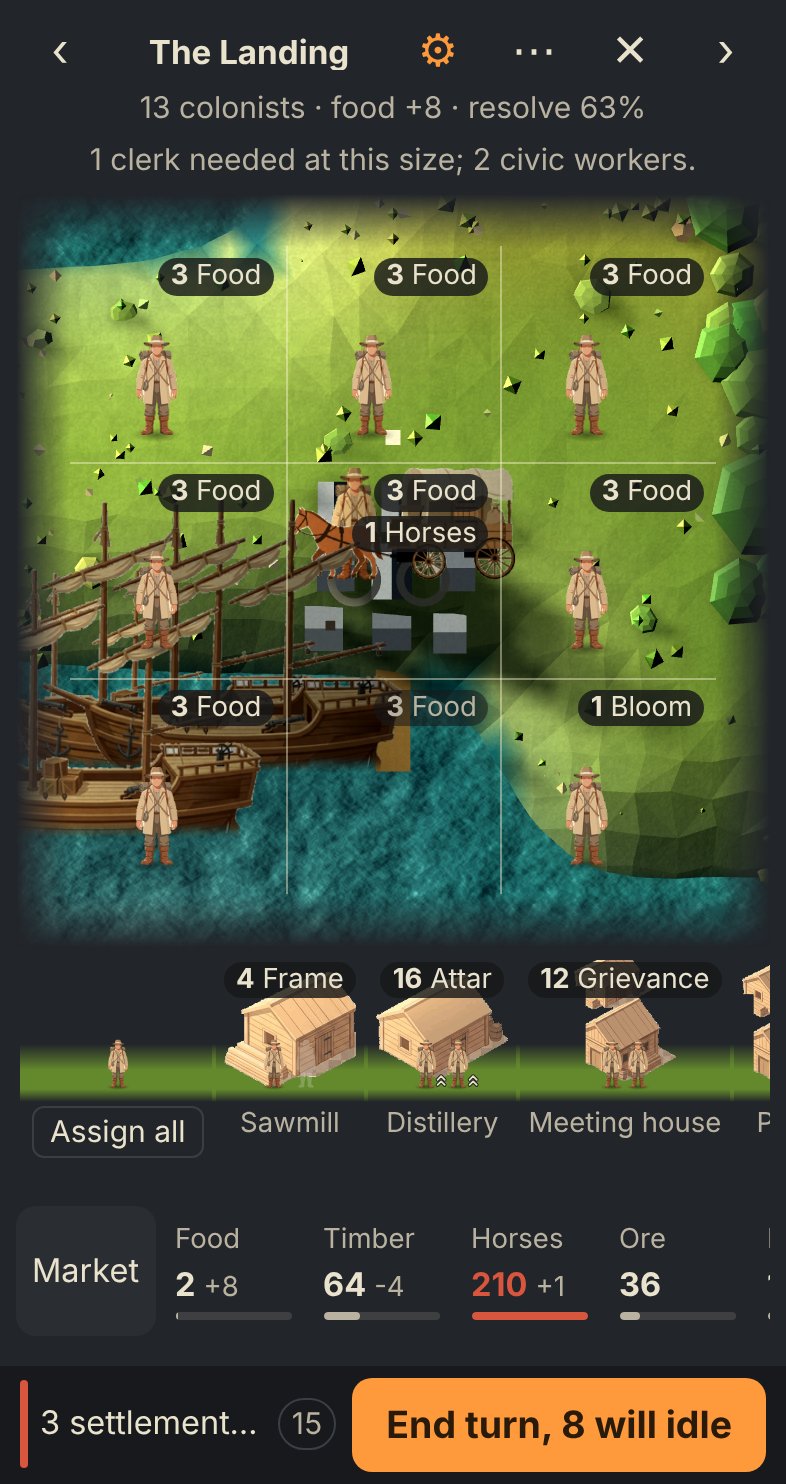 The Landing
13 colonists · food +8 · resolve 63%
1 clerk needed at this size; 2 civic workers.
3 Food
3 Food
3 Food
3 Food
3 Food
1 Horses
3 Food
3 Food
3 Food
1 Bloom
4 Frame
16 Attar
12 Grievance
Assign all
Sawmill
Distillery
Meeting house
P
Market
Food
2 +8
Timber
64 -4
Horses
210 +1
Ore
36
3 settlement...
15
End turn, 8 will idle